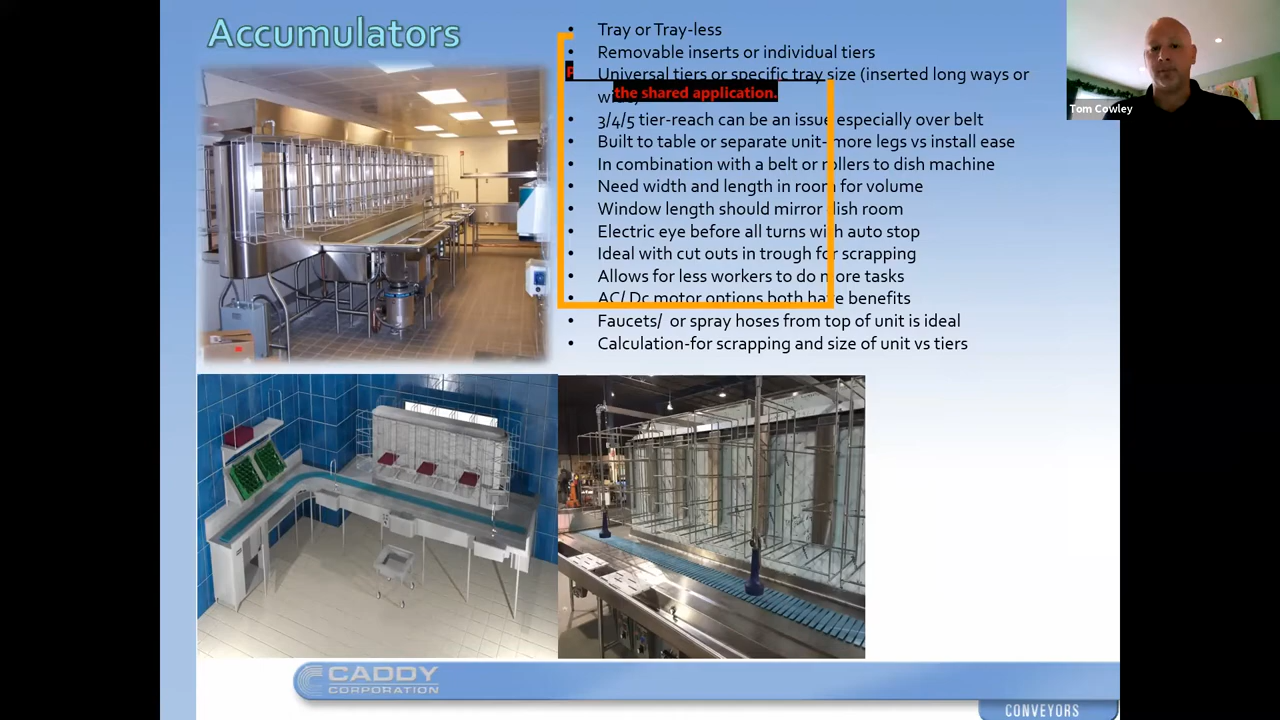 Accumulators
• Tray or Tray-less
• Removable inserts or individual tiers
• Universal tiers or specific tray size (inserted long ways or
the shared application.
• 3/4/5 tier-reach can be an issue especially over belt
• Built to table or separate unit-more legs vs install ease
• In combination with a belt or rollers to dish machine
• Need width and length in room for volume
• Window length should mirror dish room
• Electric eye before all turns with auto stop
• Ideal with cut outs in trough for scrapping
• Allows for less workers to do more tasks
• AC/ Dc motor options both have benefits
• Faucets/ or spray hoses from top of unit is ideal
• Calculation-for scrapping and size of unit vs tiers
Tom Cowley
CADDY
CORPORATION
CONVEYORS